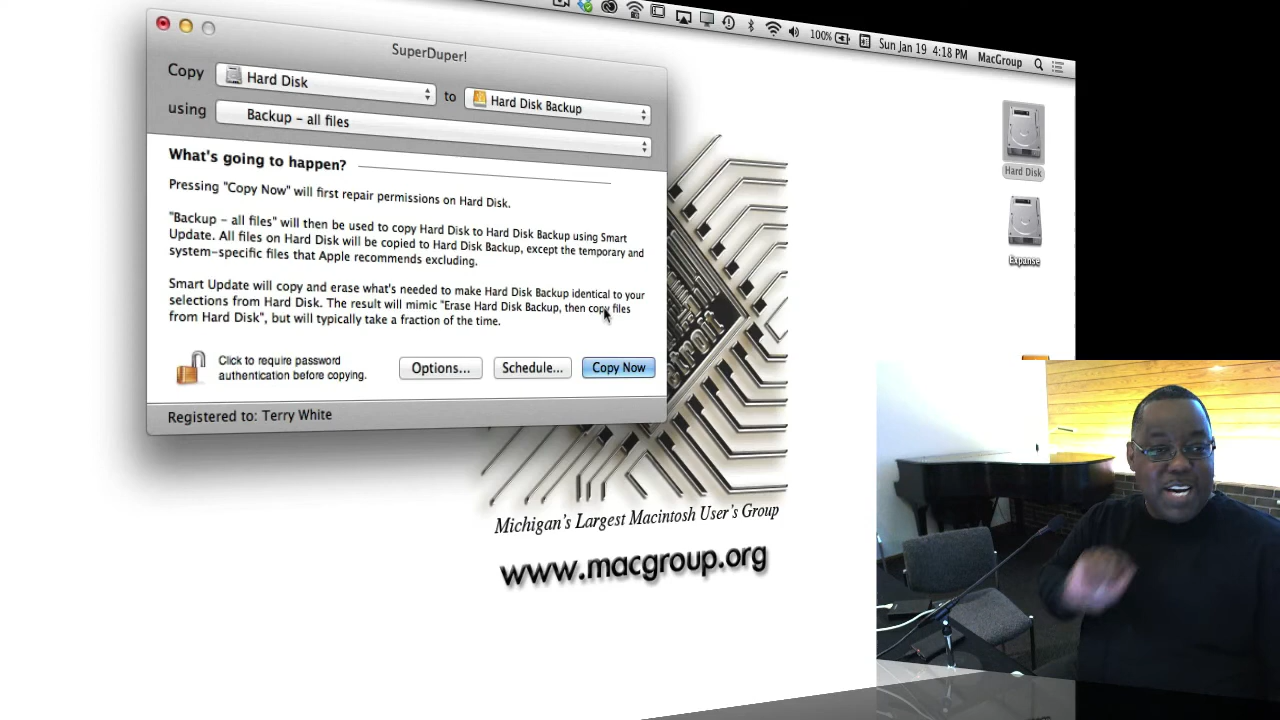 100%
Sun Jan 19 4:18 PM
MacGroup
SuperDuper!
Copy
Hard Disk
to
Hard Disk Backup
using
Backup - all files
What's going to happen?
Pressing "Copy Now" will first repair permissions on Hard Disk.
"Backup - all files" will then be used to copy Hard Disk to Hard Disk Backup using Smart
Update. All files on Hard Disk will be copied to Hard Disk Backup, except the temporary and
system-specific files that Apple recommends excluding.
Smart Update will copy and erase what's needed to make Hard Disk Backup identical to your
selections from Hard Disk. The result will mimic "Erase Hard Disk Backup, then copy files
from Hard Disk", but will typically take a fraction of the time.
Click to require password
authentication before copying.
Options...
Schedule...
Copy Now
Registered to: Terry White
Hard Disk
Expanse
Michigan's Largest Macintosh User's Group
www.macgroup.org